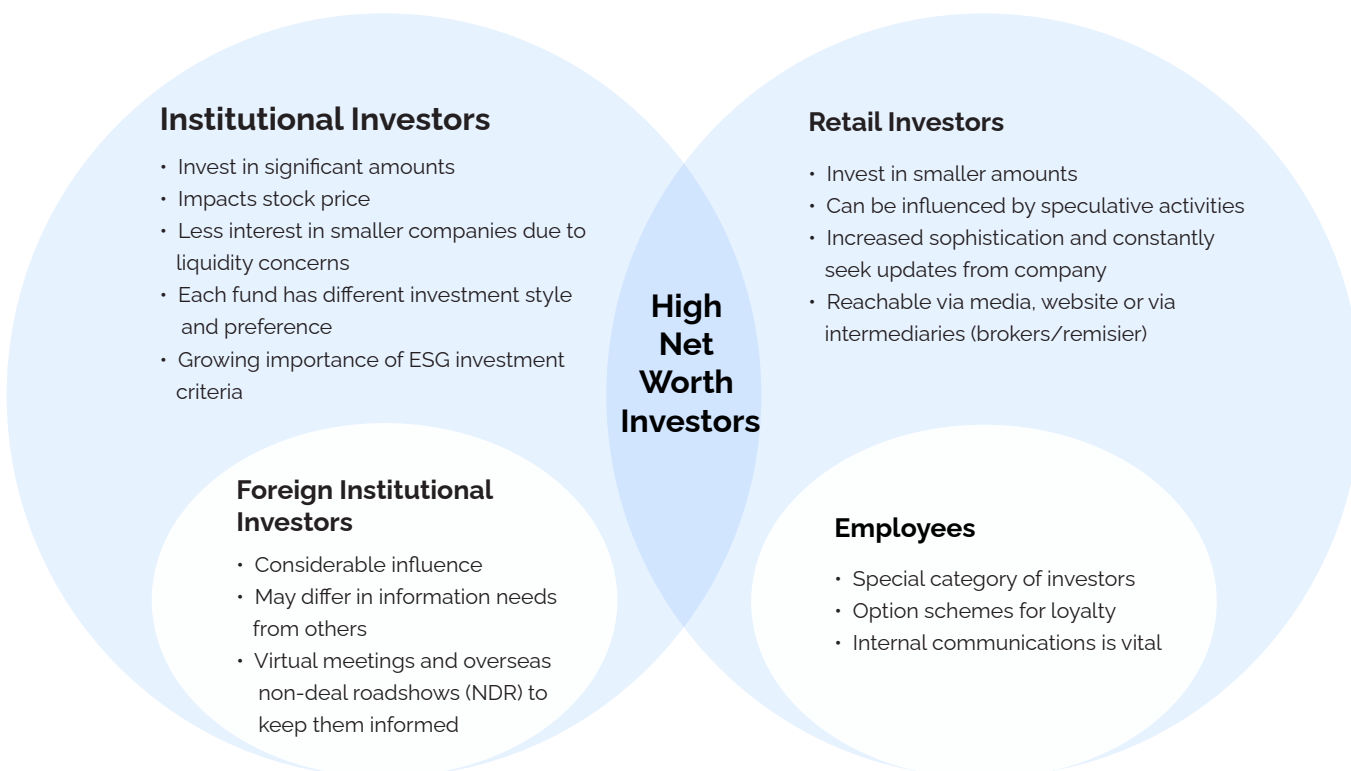 Institutional Investors
• Invest in significant amounts
• Impacts stock price
• Less interest in smaller companies due to
liquidity concerns
• Each fund has different investment style
and preference
• Growing importance of ESG investment
criteria
Foreign Institutional
Investors
• Considerable influence
• May differ in information needs
from others
• Virtual meetings and overseas
non-deal roadshows (NDR) to
keep them informed
High
Net
Worth
Investors
Retail Investors
• Invest in smaller amounts
• Can be influenced by speculative activities
• Increased sophistication and constantly
seek updates from company
• Reachable via media, website or via
intermediaries (brokers/remisier)
Employees
• Special category of investors
• Option schemes for loyalty
• Internal communications is vital